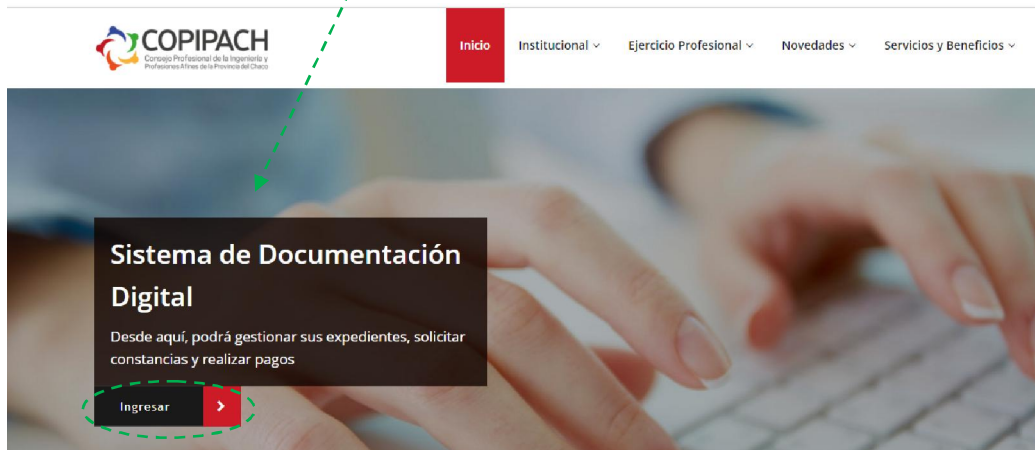 COPIPACH
Consejo Profesional de la Ingeniería y
Profesiones Afines de la Provincia del Chaco
Inicio
Institucional
Ejercicio Profesional
Novedades
Servicios y Beneficios
Sistema de Documentación
Digital
Desde aquí, podrá gestionar sus expedientes, solicitar
constancias y realizar pagos
Ingresar